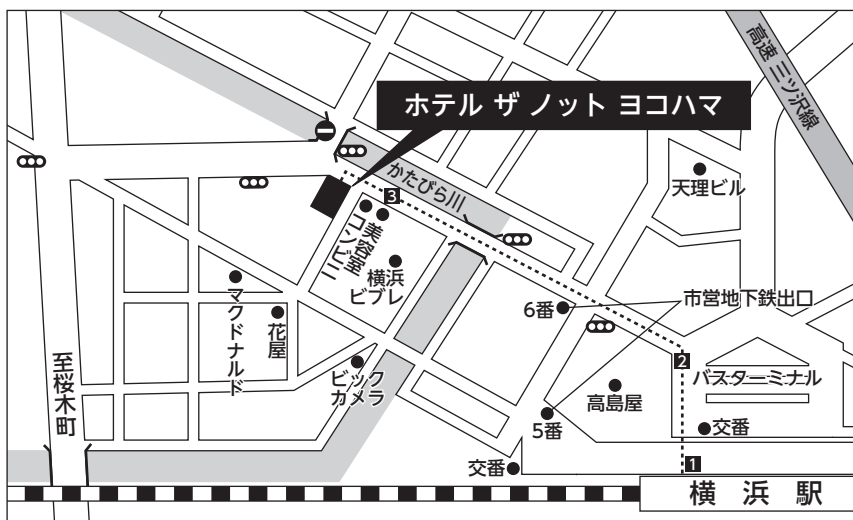 高速 三ツ沢線
ホテル ザ ノット ヨコハマ
かたびら川
天理ビル
3
コンビニ
美容室
横浜
ビブレ
マクドナルド
花屋
6番
市営地下鉄出口
至桜木町
ビック
カメラ
2
バスターミナル
高島屋
5番
交番
交番
1
横浜駅